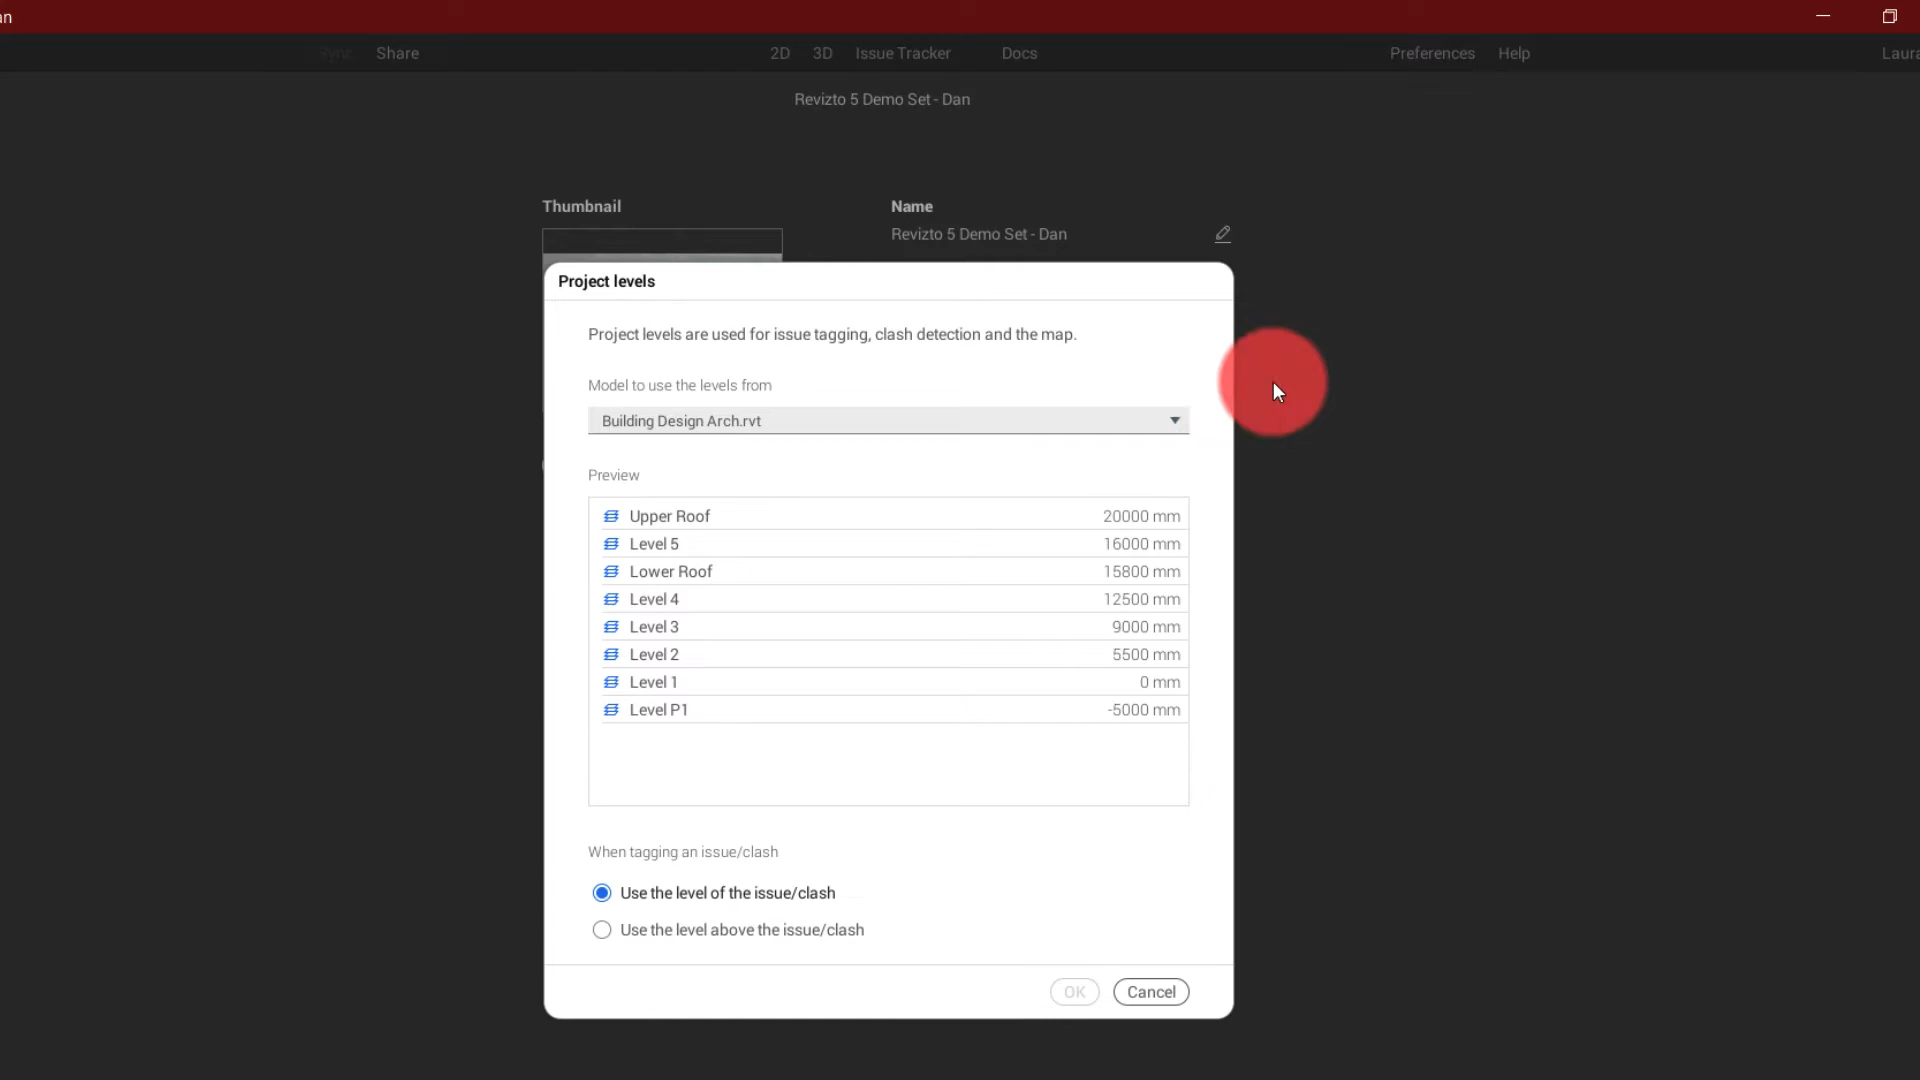 an
Sync Share 2D 3D Issue Tracker Docs Preferences Help Laura
Revizto 5 Demo Set - Dan
Thumbnail
Name
Revizto 5 Demo Set - Dan
Project levels
Project levels are used for issue tagging, clash detection and the map.
Model to use the levels from
Building Design Arch.rvt
Preview
Upper Roof 20000 mm
Level 5 16000 mm
Lower Roof 15800 mm
Level 4 12500 mm
Level 3 9000 mm
Level 2 5500 mm
Level 1 0 mm
Level P1 -5000 mm
When tagging an issue/clash
Use the level of the issue/clash
Use the level above the issue/clash
OK Cancel